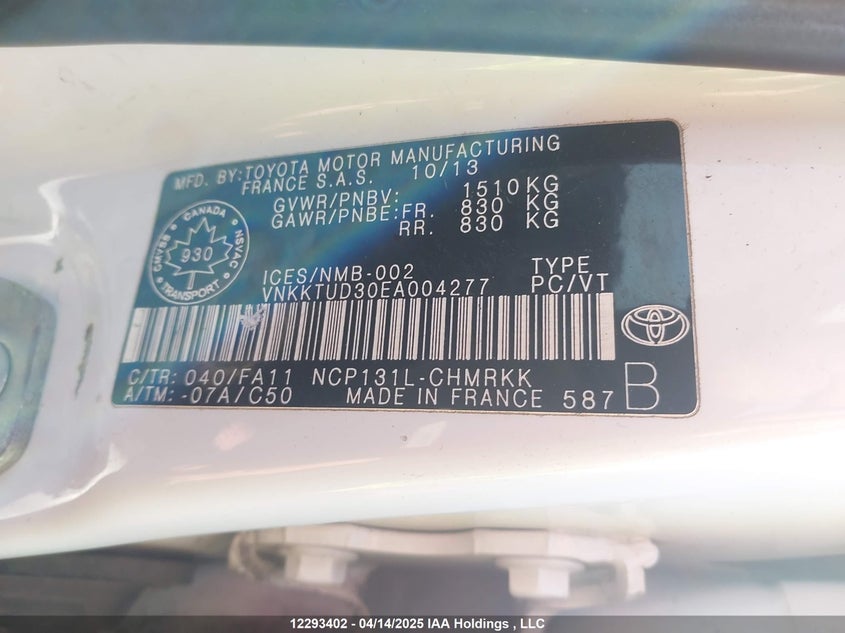 MFD. BY: TOYOTA MOTOR MANUFACTURING
FRANCE S.A.S. 10/13
GVWR/PNBV: 1510 KG
GAWR/PNBE: FR. 830 KG
RR. 830 KG
CANADA
CMVSS
930
NSVAC
TRANSPORT
ICES/NMB-002 TYPE
VNKKTUD30EA004277 PC/VT
C/TR: 040/FA11 NCP131L-CHMRKK
A/TM: -07A/C50 MADE IN FRANCE 587 B
12293402 - 04/14/2025 IAA Holdings , LLC